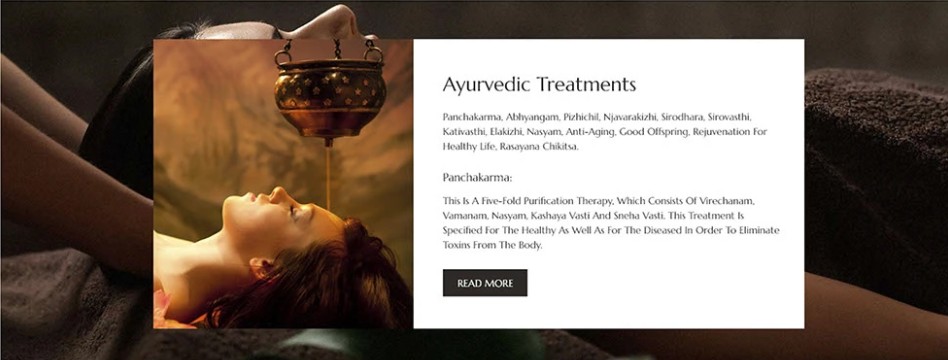 Ayurvedic Treatments
Panchakarma, Abhyangam, Pizhichil, Njavarakizhi, Sirodhara, Sirovasthi,
Kativasthi, Elakizhi, Nasyam, Anti-Aging, Good Offspring, Rejuvenation For
Healthy Life, Rasayana Chikitsa.
Panchakarma:
This Is A Five-Fold Purification Therapy, Which Consists Of Virechanam,
Vamanam, Nasyam, Kashaya Vasti And Sneha Vasti. This Treatment Is
Specified For The Healthy As Well As For The Diseased In Order To Eliminate
Toxins From The Body.
READ MORE